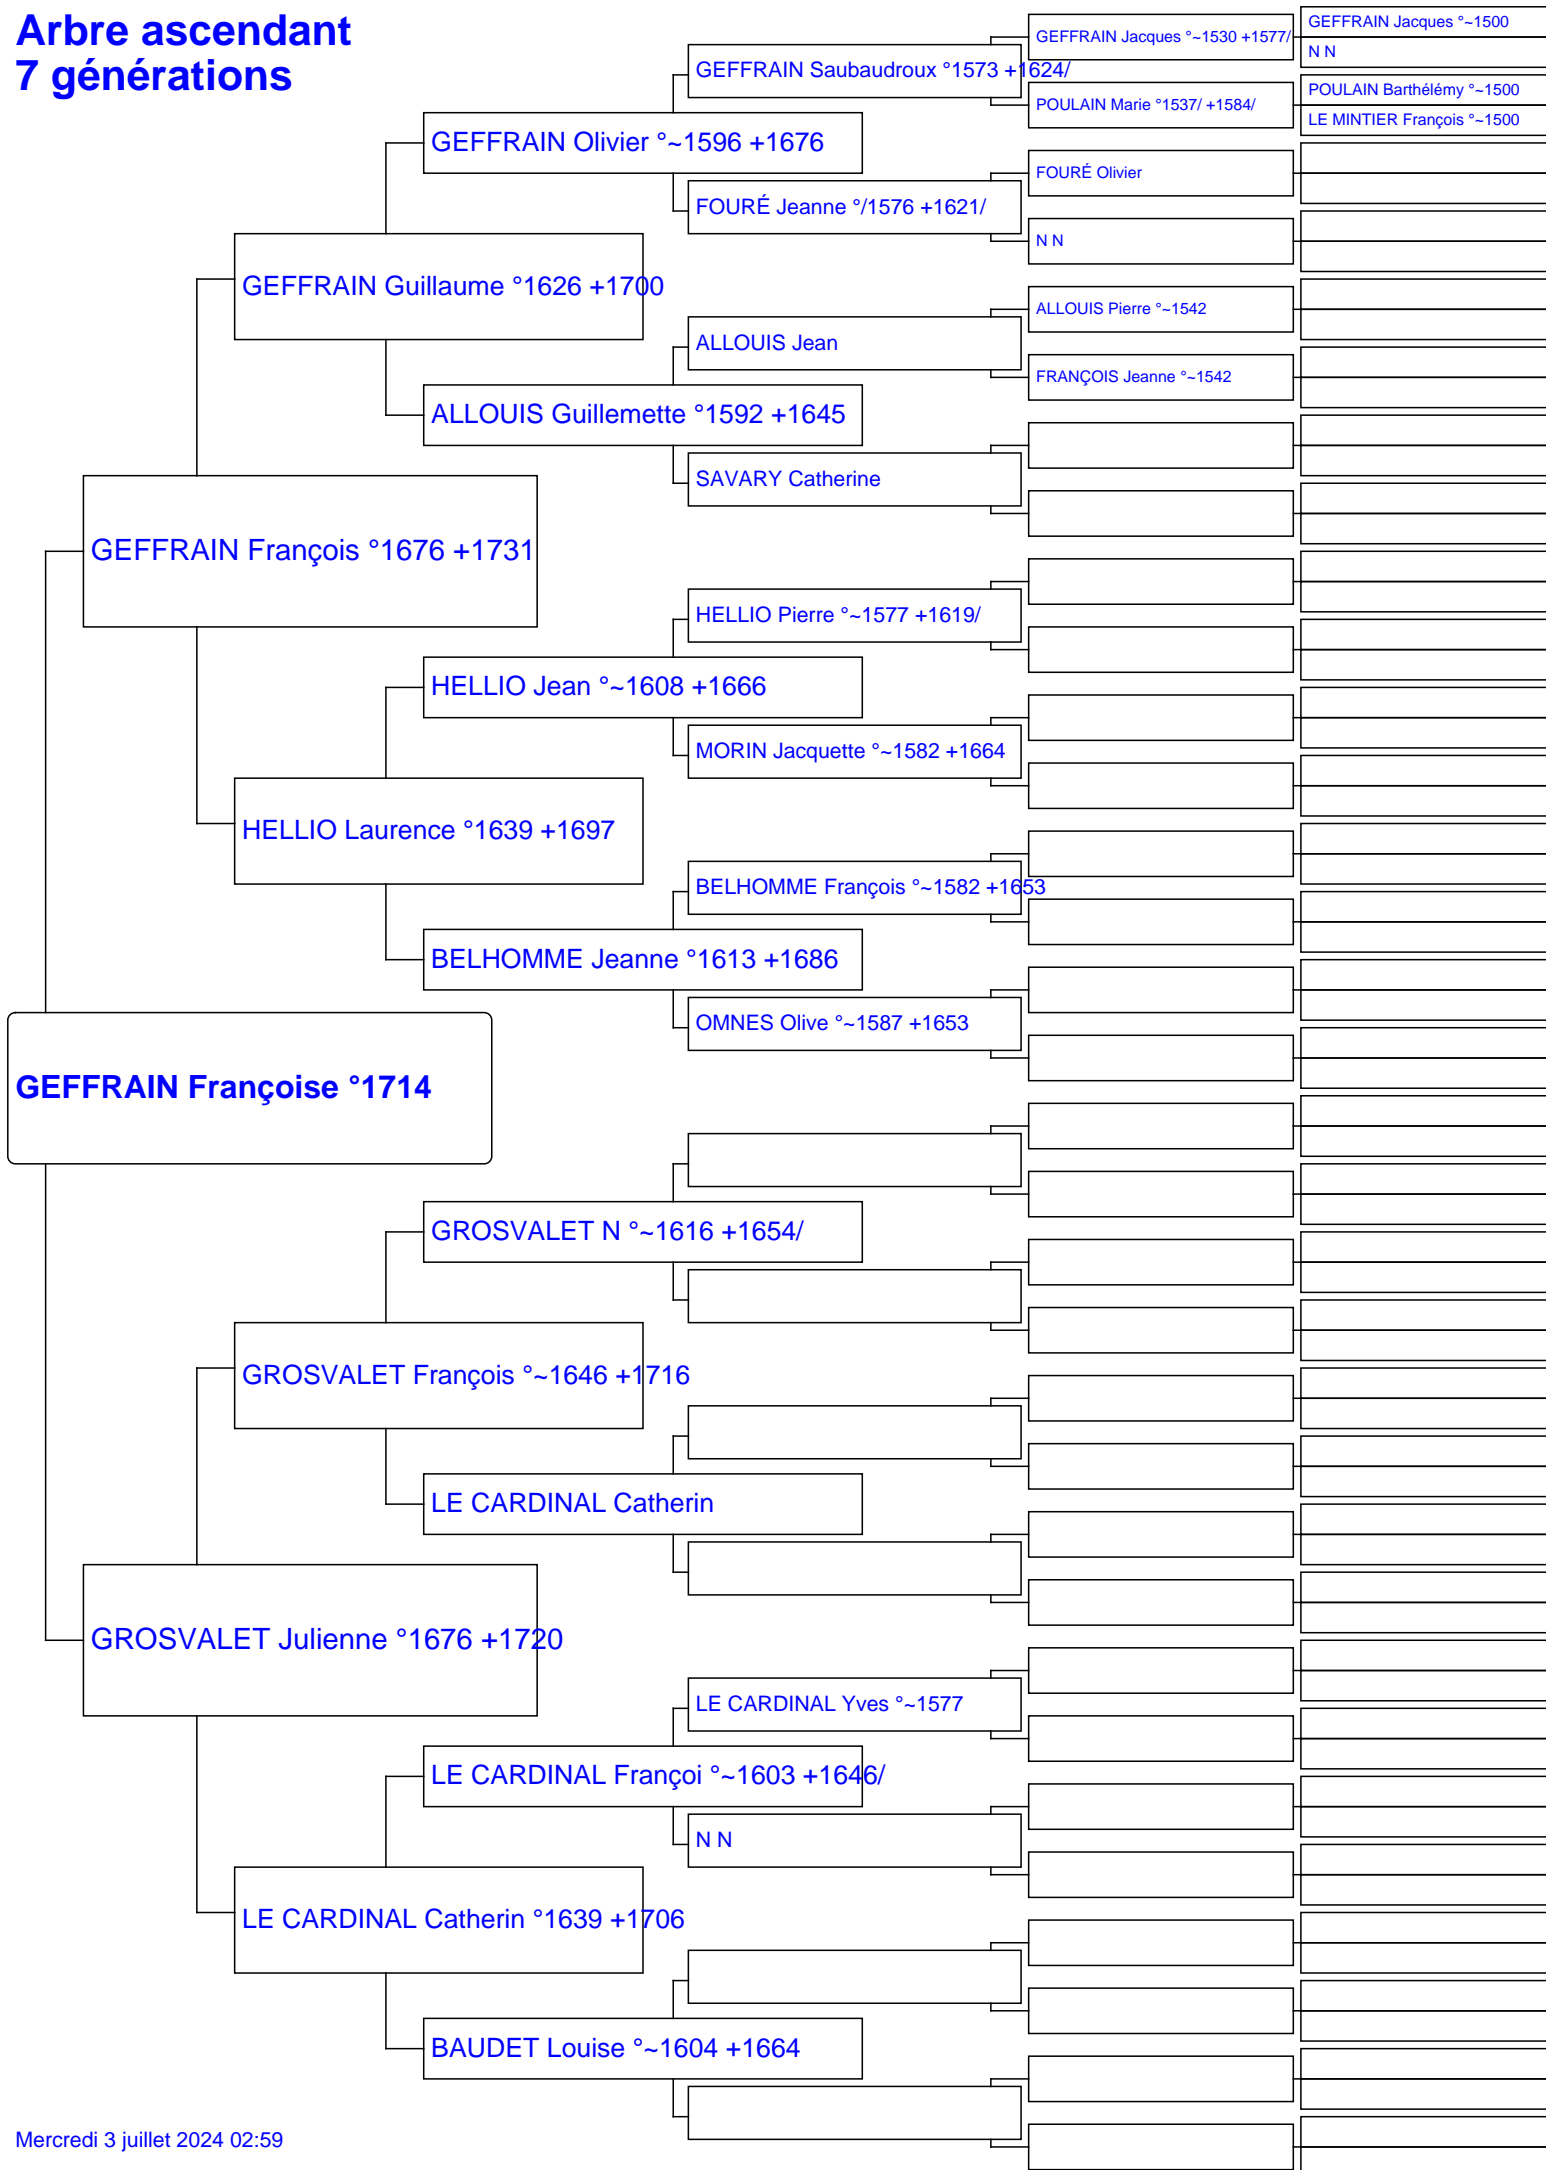 Arbre ascendant
7 générations
GEFFRAIN Jacques °~1500
GEFFRAIN Jacques °~1530 +1577/
N N
GEFFRAIN Saubaudroux °1573 +1624/
POULAIN Barthélémy °~1500
POULAIN Marie °1537/ +1584/
LE MINTIER François °~1500
GEFFRAIN Olivier °~1596 +1676
FOURÉ Olivier
FOURÉ Jeanne °/1576 +1621/
N N
GEFFRAIN Guillaume °1626 +1700
ALLOUIS Pierre °~1542
ALLOUIS Jean
FRANÇOIS Jeanne °~1542
ALLOUIS Guillemette °1592 +1645
SAVARY Catherine
GEFFRAIN François °1676 +1731
HELLIO Pierre °~1577 +1619/
HELLIO Jean °~1608 +1666
MORIN Jacquette °~1582 +1664
HELLIO Laurence °1639 +1697
BELHOMME François °~1582 +1653
BELHOMME Jeanne °1613 +1686
OMNES Olive °~1587 +1653
GEFFRAIN Françoise °1714
GROSVALET N °~1616 +1654/
GROSVALET François °~1646 +1716
LE CARDINAL Catherin
GROSVALET Julienne °1676 +1720
LE CARDINAL Yves °~1577
LE CARDINAL Françoi °~1603 +1646/
N N
LE CARDINAL Catherin °1639 +1706
BAUDET Louise °~1604 +1664
Mercredi 3 juillet 2024 02:59